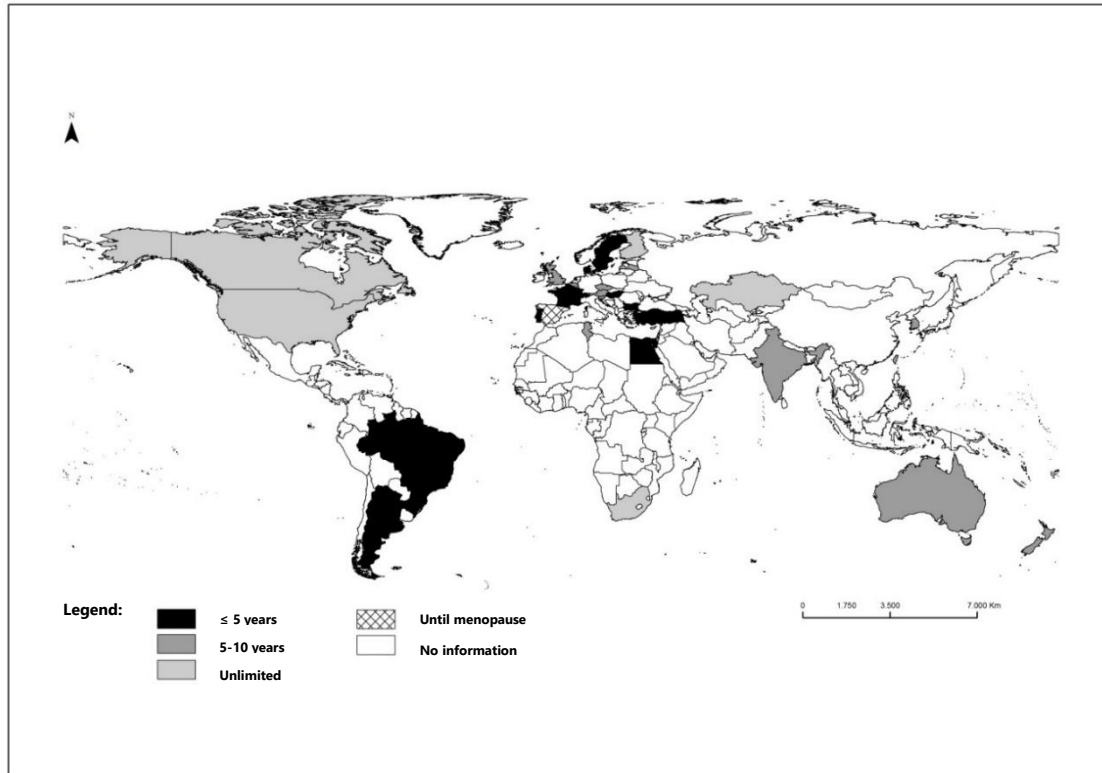 N
Legend:
≤ 5 years
5-10 years
Unlimited
Until menopause
No information
0 1.750 3.500 7.000 Km